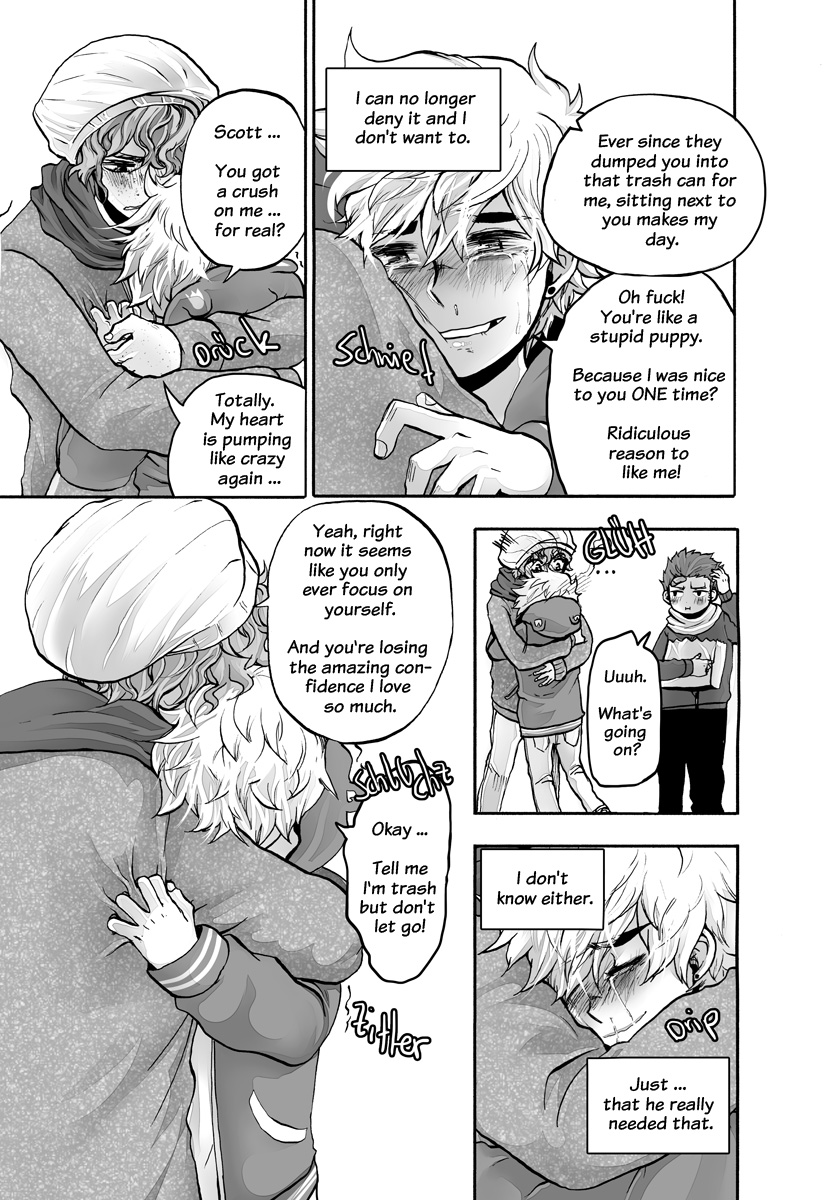 Scott ...
You got
a crush
on me ...
for real?
DRÜCK
Totally.
My heart
is pumping
like crazy
again ...
I can no longer
deny it and I
don't want to.
Ever since they
dumped you into
that trash can for
me, sitting next to
you makes my
day.
Schnief
Oh fuck!
You're like a
stupid puppy.
Because I was nice
to you ONE time?
Ridiculous
reason to
like me!
Yeah, right
now it seems
like you only
ever focus on
yourself.
And you're losing
the amazing con-
fidence I love
so much.
Schluchz
Okay ...
Tell me
I'm trash
but don't
let go!
Zitter
GLÜH
...
Uuuh.
What's
going
on?
I don't
know either.
Drip
Just ...
that he really
needed that.